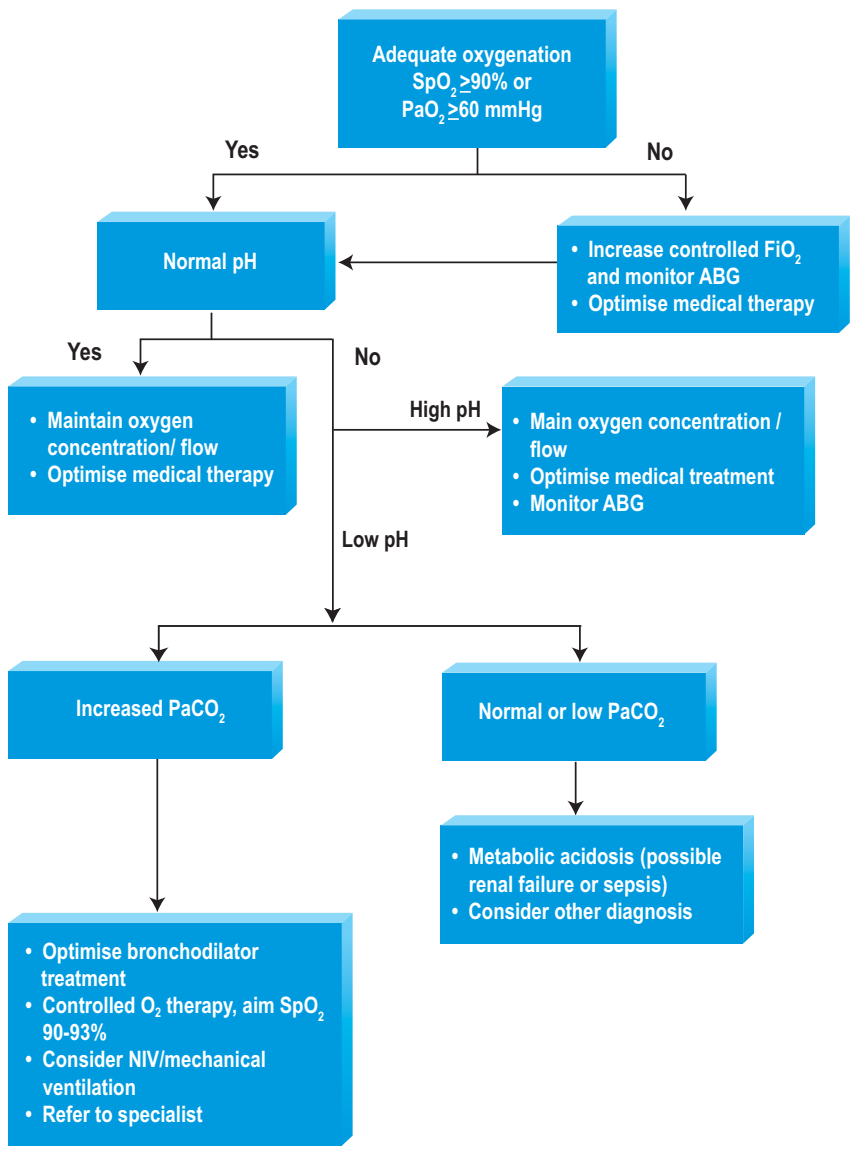 Adequate oxygenation
SpO₂ ≥90% or
PaO₂ ≥60 mmHg
Yes
No
Normal pH
• Increase controlled FiO₂
and monitor ABG
• Optimise medical therapy
Yes
No
• Maintain oxygen
concentration/ flow
• Optimise medical therapy
High pH
• Main oxygen concentration /
flow
• Optimise medical treatment
• Monitor ABG
Low pH
Increased PaCO₂
Normal or low PaCO₂
• Metabolic acidosis (possible
renal failure or sepsis)
• Consider other diagnosis
• Optimise bronchodilator
treatment
• Controlled O₂ therapy, aim SpO₂
90-93%
• Consider NIV/mechanical
ventilation
• Refer to specialist